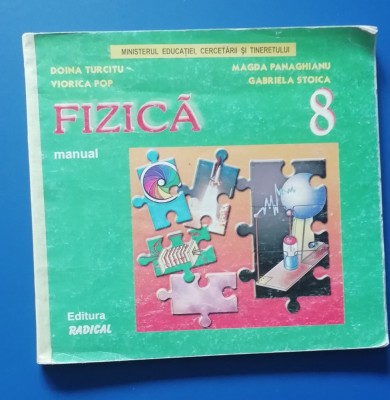 MINISTERUL EDUCAȚIEI, CERCETĂRII ȘI TINERETULUI
DOINA TURCITU
VIORICA POP
MAGDA PANAGHIANU
GABRIELA STOICA
FIZICĂ
8
manual
Editura
RADICAL